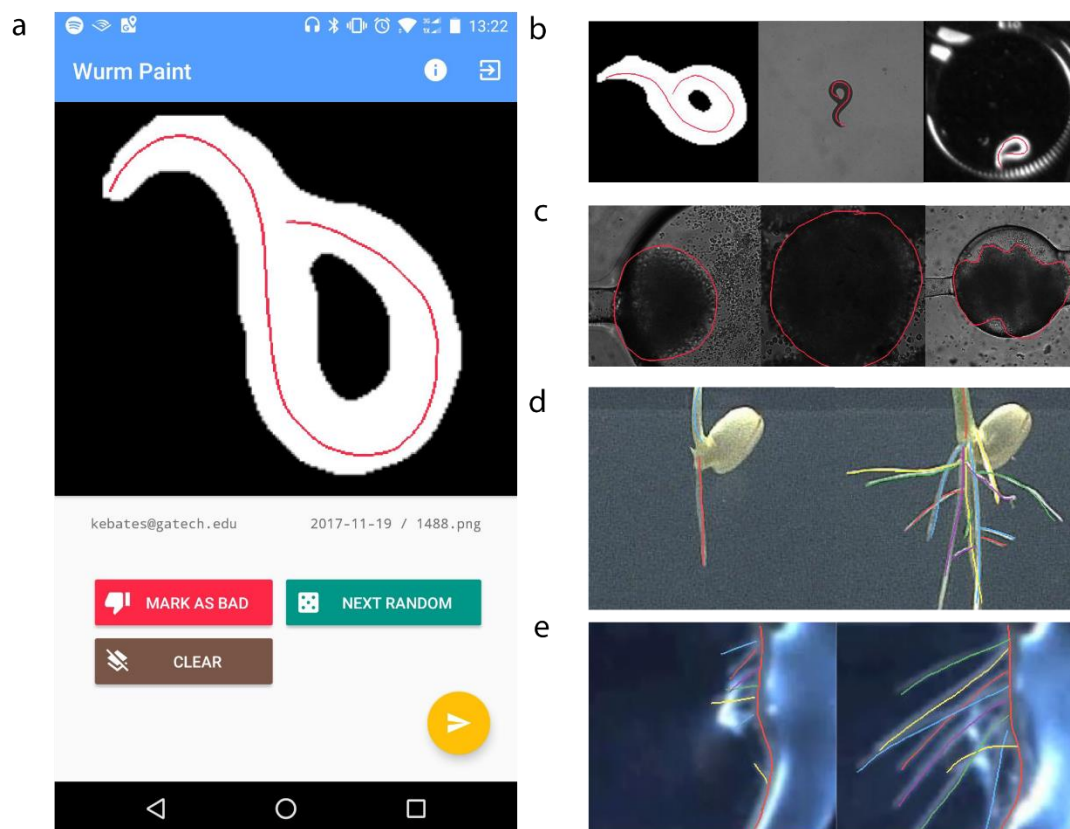 a
13:22
Wurm Paint
kebates@gatech.edu
2017-11-19 / 1488.png
MARK AS BAD
NEXT RANDOM
CLEAR
b
c
d
e